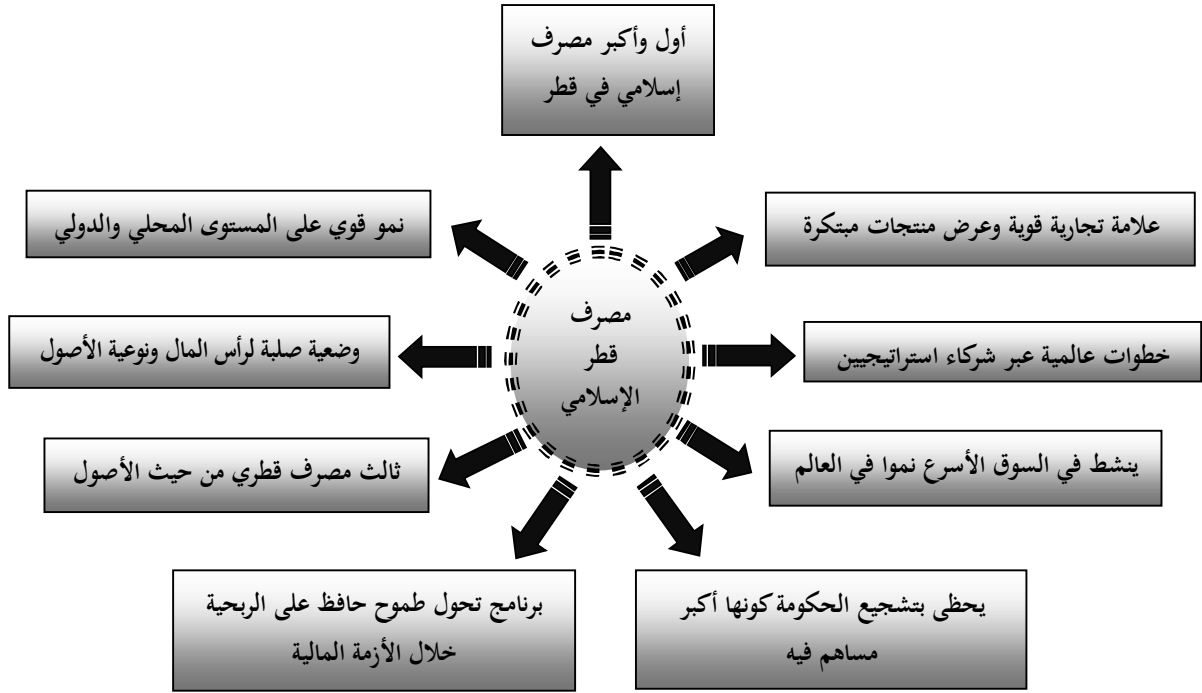 أول وأكبر مصرف
إسلامي في قطر
علامة تجارية قوية وعرض منتجات مبتكرة
نمو قوي على المستوى المحلي والدولي
مصرف
قطر
الإسلامي
خطوات عالمية عبر شركاء استراتيجيين
وضعية صلبة لرأس المال ونوعية الأصول
ينشط في السوق الأسرع نموا في العالم
ثالث مصرف قطري من حيث الأصول
يحظى بتشجيع الحكومة كونها أكبر
مساهم فيه
برنامج تحول طموح حافظ على الربحية
خلال الأزمة المالية